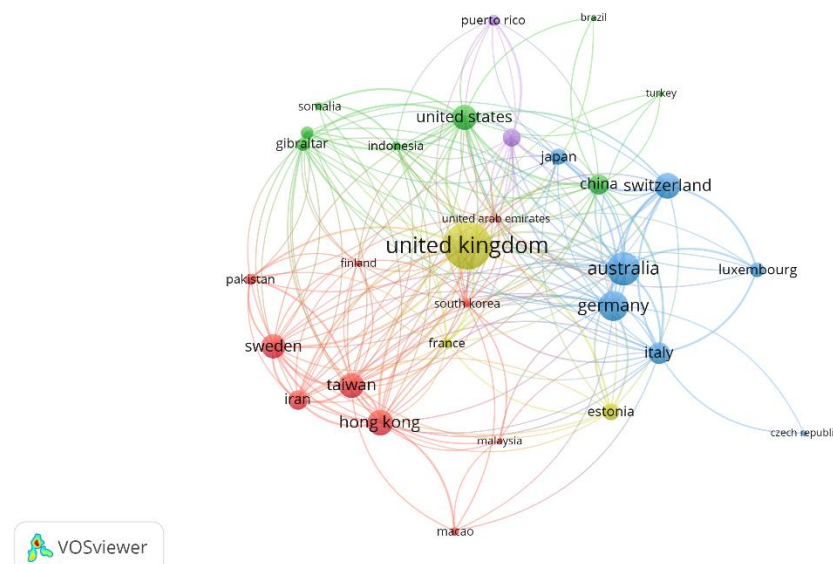 brazil
puerto rico
turkey
somalia
united states
gibraltar
indonesia
japan
china
switzerland
united arab emirates
united kingdom
finland
australia
luxembourg
pakistan
south korea
germany
france
sweden
italy
taiwan
iran
estonia
hong kong
malaysia
czech republi
macao
VOSviewer